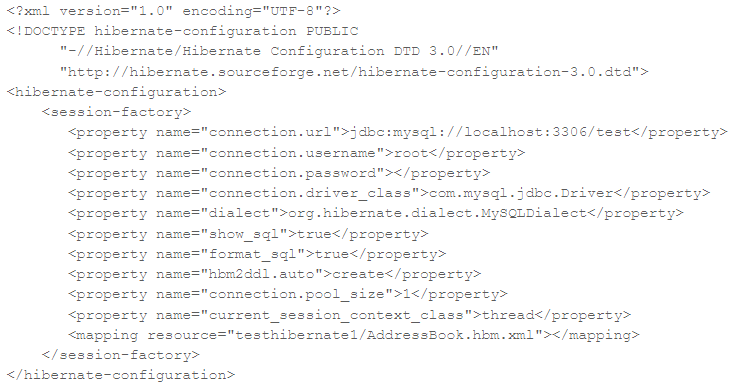 <?xml version="1.0" encoding="UTF-8"?>
<!DOCTYPE hibernate-configuration PUBLIC
"-//Hibernate/Hibernate Configuration DTD 3.0//EN"
"http://hibernate.sourceforge.net/hibernate-configuration-3.0.dtd">
<hibernate-configuration>
<session-factory>
<property name="connection.url">jdbc:mysql://localhost:3306/test</property>
<property name="connection.username">root</property>
<property name="connection.password"></property>
<property name="connection.driver_class">com.mysql.jdbc.Driver</property>
<property name="dialect">org.hibernate.dialect.MySQLDialect</property>
<property name="show_sql">true</property>
<property name="format_sql">true</property>
<property name="hbm2ddl.auto">create</property>
<property name="connection.pool_size">1</property>
<property name="current_session_context_class">thread</property>
<mapping resource="testhibernate1/AddressBook.hbm.xml"></mapping>
</session-factory>
</hibernate-configuration>